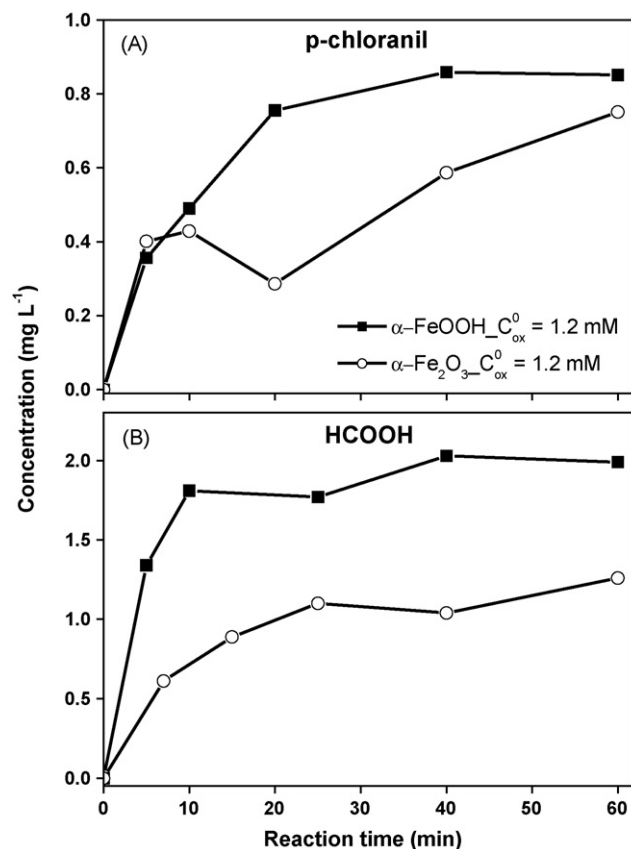 (A) p-chloranil
1.0
0.8
0.6
0.4
0.2
0.0
α–FeOOH_C⁰ₒₓ = 1.2 mM
α–Fe₂O₃_C⁰ₒₓ = 1.2 mM
Concentration (mg L⁻¹)
(B) HCOOH
2.0
1.5
1.0
0.5
0.0
0 10 20 30 40 50 60
Reaction time (min)